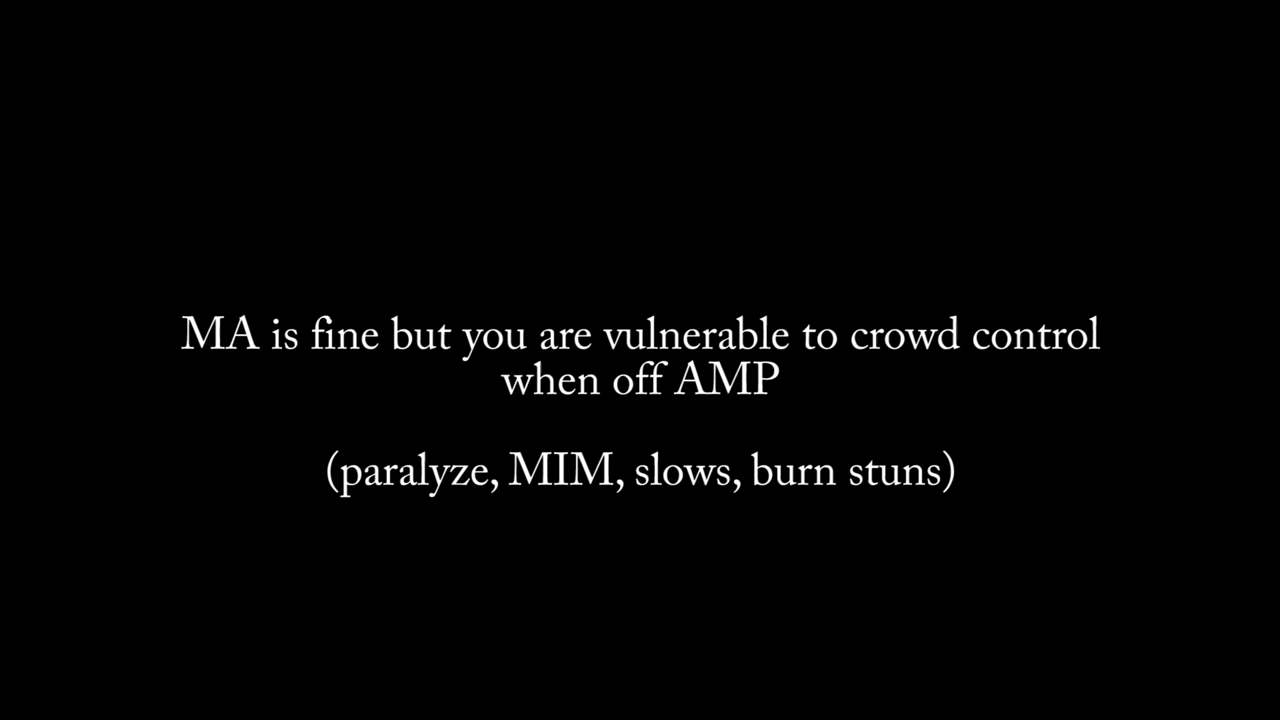 MA is fine but you are vulnerable to crowd control
when off AMP
(paralyze, MIM, slows, burn stuns)